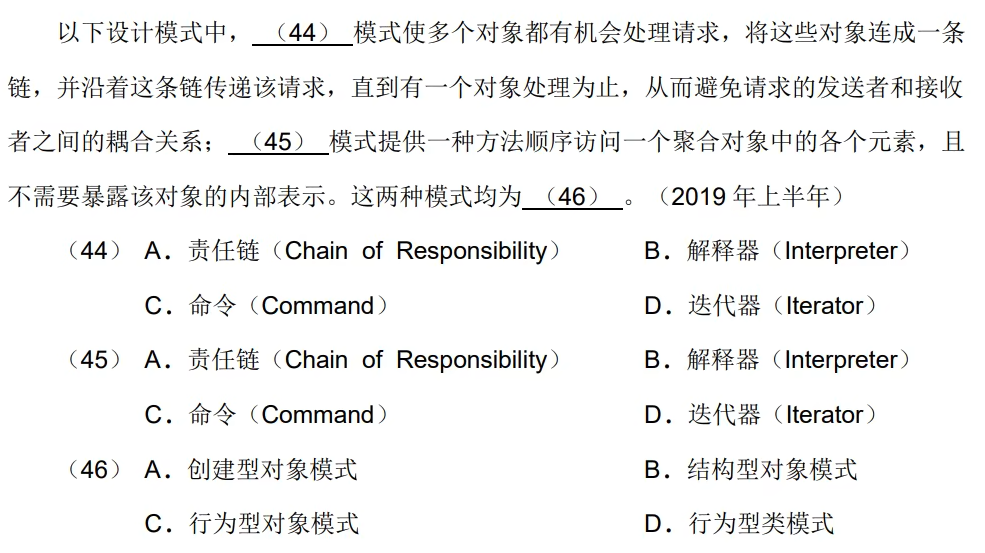 以下设计模式中，（44）模式使多个对象都有机会处理请求，将这些对象连成一条
链，并沿着这条链传递该请求，直到有一个对象处理为止，从而避免请求的发送者和接收
者之间的耦合关系；（45）模式提供一种方法顺序访问一个聚合对象中的各个元素，且
不需要暴露该对象的内部表示。这两种模式均为（46）。（2019 年上半年）
（44） A．责任链（Chain of Responsibility） B．解释器（Interpreter）
C．命令（Command） D．迭代器（Iterator）
（45） A．责任链（Chain of Responsibility） B．解释器（Interpreter）
C．命令（Command） D．迭代器（Iterator）
（46） A．创建型对象模式 B．结构型对象模式
C．行为型对象模式 D．行为型类模式